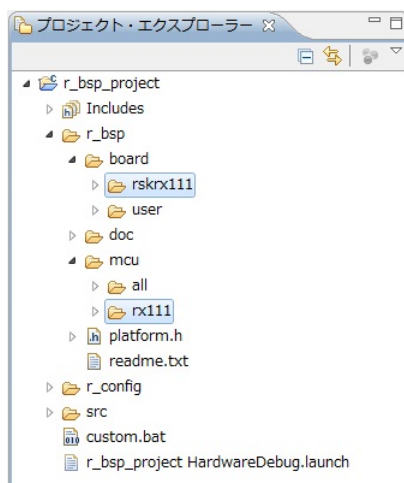 プロジェクト・エクスプローラー
r_bsp_project
Includes
r_bsp
board
rskrx111
user
doc
mcu
all
rx111
platform.h
readme.txt
r_config
src
custom.bat
r_bsp_project HardwareDebug.launch